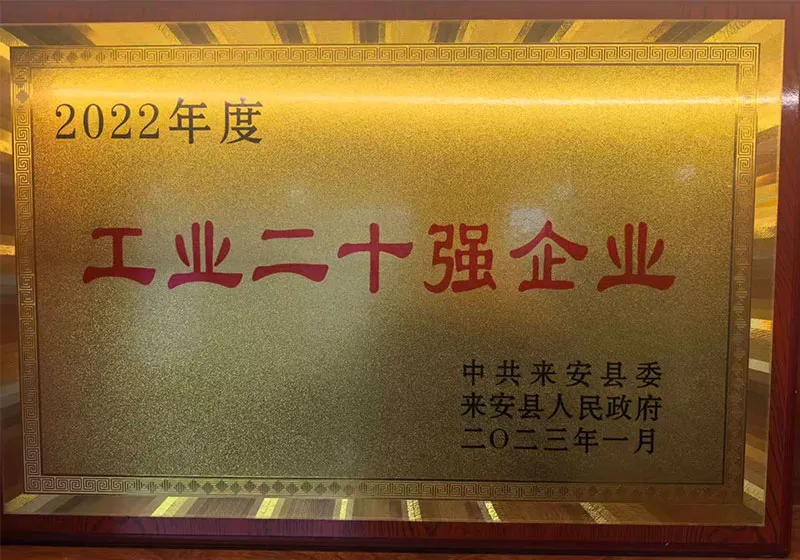 2022年度
工业二十强企业
中共来安县委
来安县人民政府
二〇二三年一月